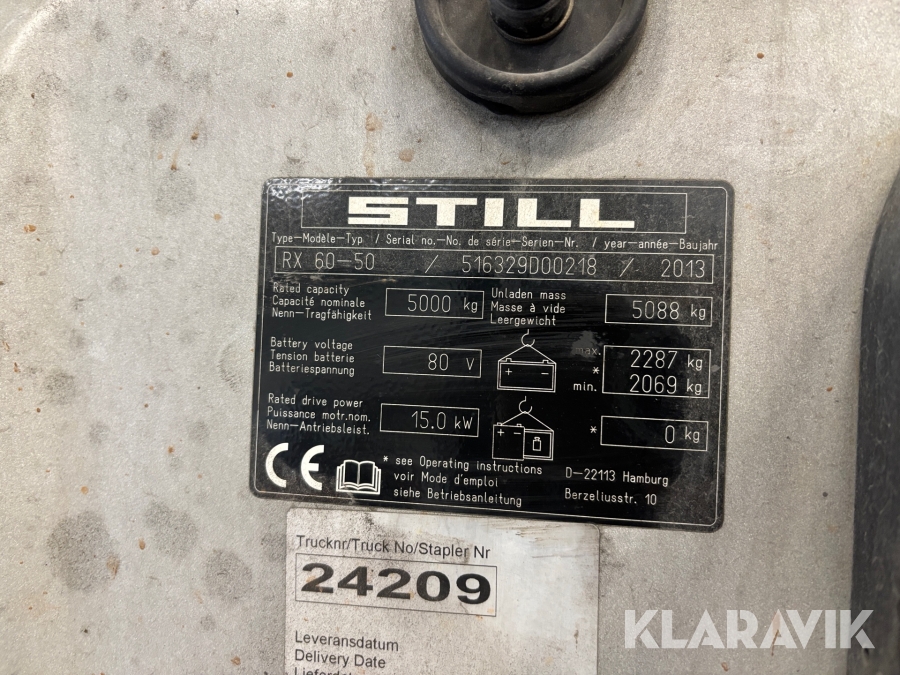 STILL
Type-Modèle-Typ / Serial no.-No. de série-Serien-Nr. / year-année-Baujahr
RX 60-50 / 516329D00218 / 2013
Rated capacity
Capacité nominale
Nenn-Tragfähigkeit
5000 kg
Unladen mass
Masse à vide
Leergewicht
5088 kg
Battery voltage
Tension batterie
Batteriespannung
80 V
max. 2287 kg
*
min. 2069 kg
Rated drive power
Puissance motr.nom.
Nenn-Antriebsleist.
15.0 kW
* 0 kg
CE
* see Operating instructions
voir Mode d'emploi
siehe Betriebsanleitung
D-22113 Hamburg
Berzeliusstr. 10
Trucknr/Truck No/Stapler Nr
24209
Leveransdatum
Delivery Date
KLARAVIK